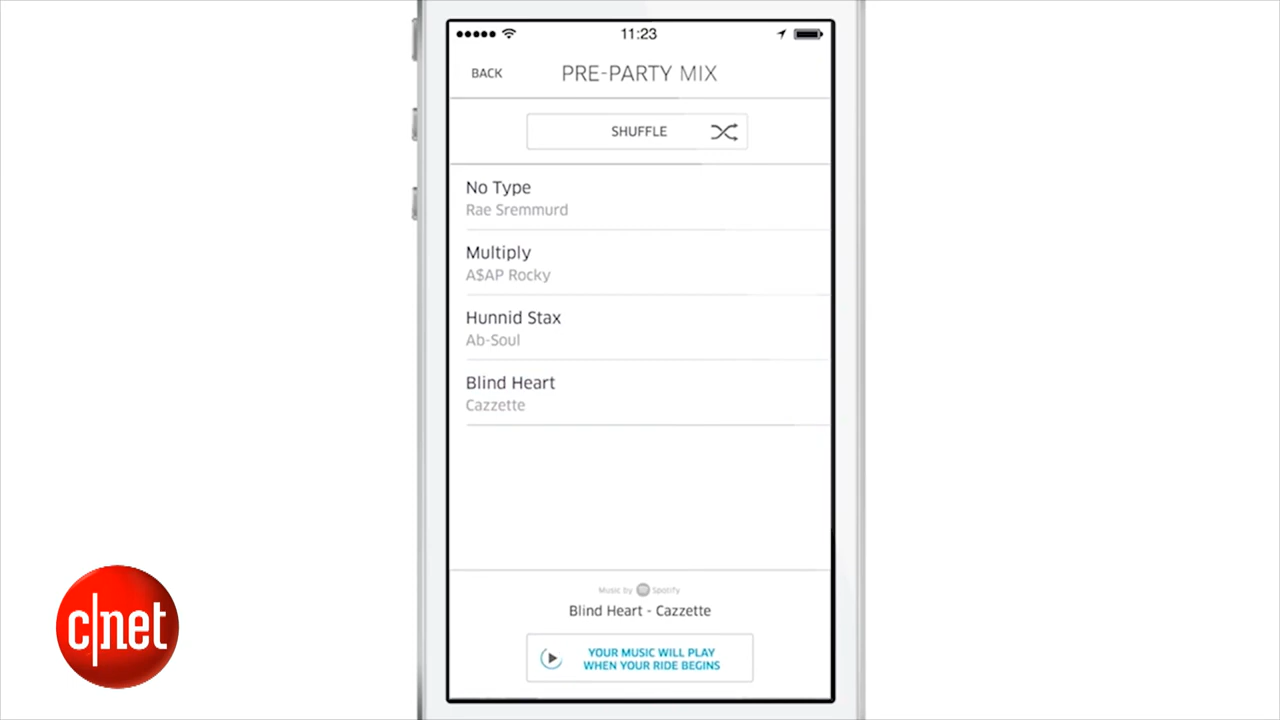 11:23
BACK
PRE-PARTY MIX
SHUFFLE
No Type
Rae Sremmurd
Multiply
A$AP Rocky
Hunnid Stax
Ab-Soul
Blind Heart
Cazzette
Music by Spotify
Blind Heart - Cazzette
YOUR MUSIC WILL PLAY
WHEN YOUR RIDE BEGINS
c|net